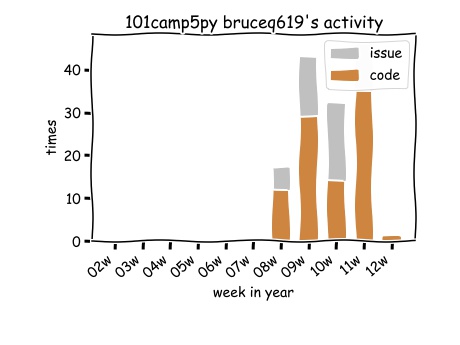 101camp5py bruceq619's activity
issue
code
40
30
20
10
0
times
02w 03w 04w 05w 06w 07w 08w 09w 10w 11w 12w
week in year